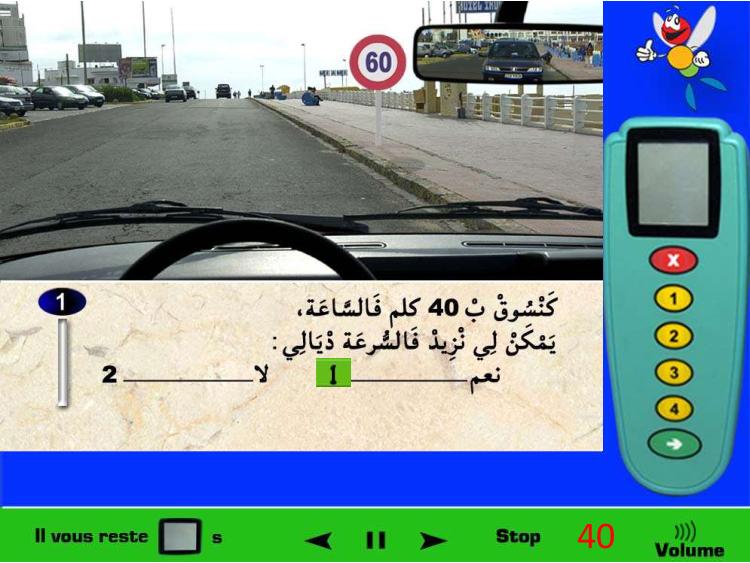 60
1
كَنْسُوقْ بْ 40 كلم فَالسَّاعَة،
يَمْكَنْ لِي نْزِيدْ فَالسُّرعَة دْيَالِي:
نعم 1 لا 2
X
1
2
3
4
Il vous reste s
Stop
40
Volume